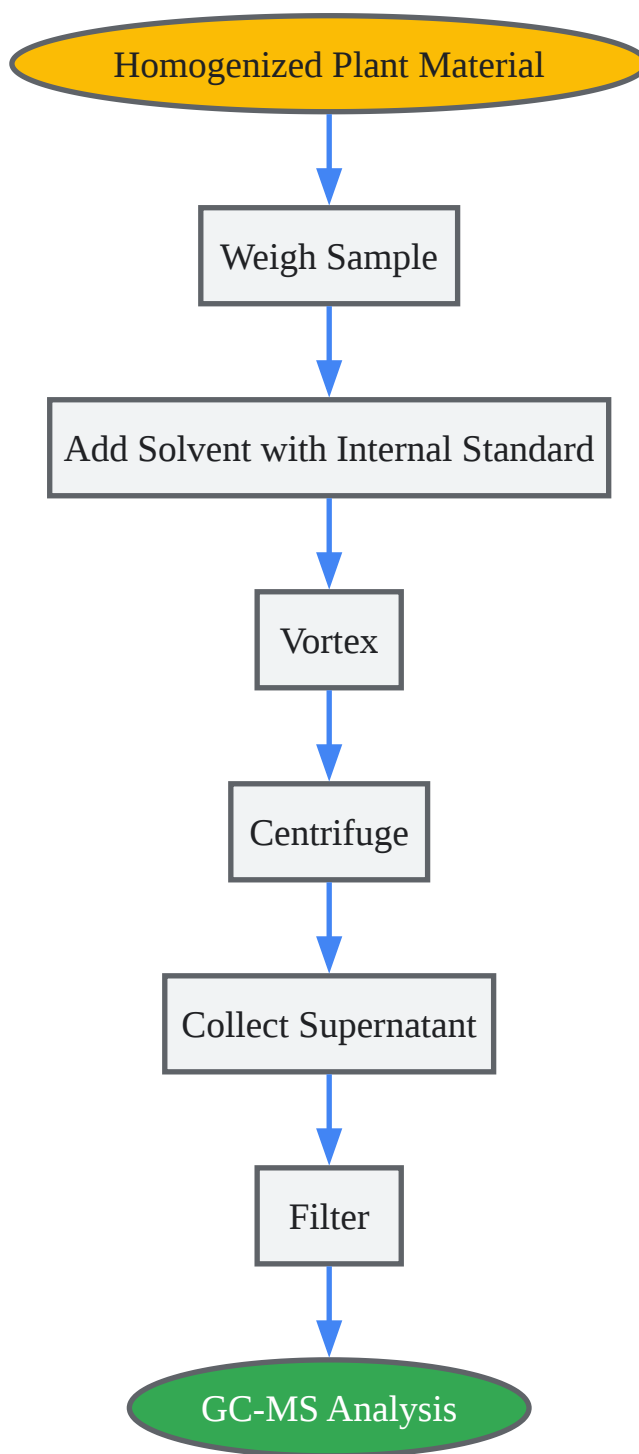 Homogenized Plant Material
Weigh Sample
Add Solvent with Internal Standard
Vortex
Centrifuge
Collect Supernatant
Filter
GC-MS Analysis